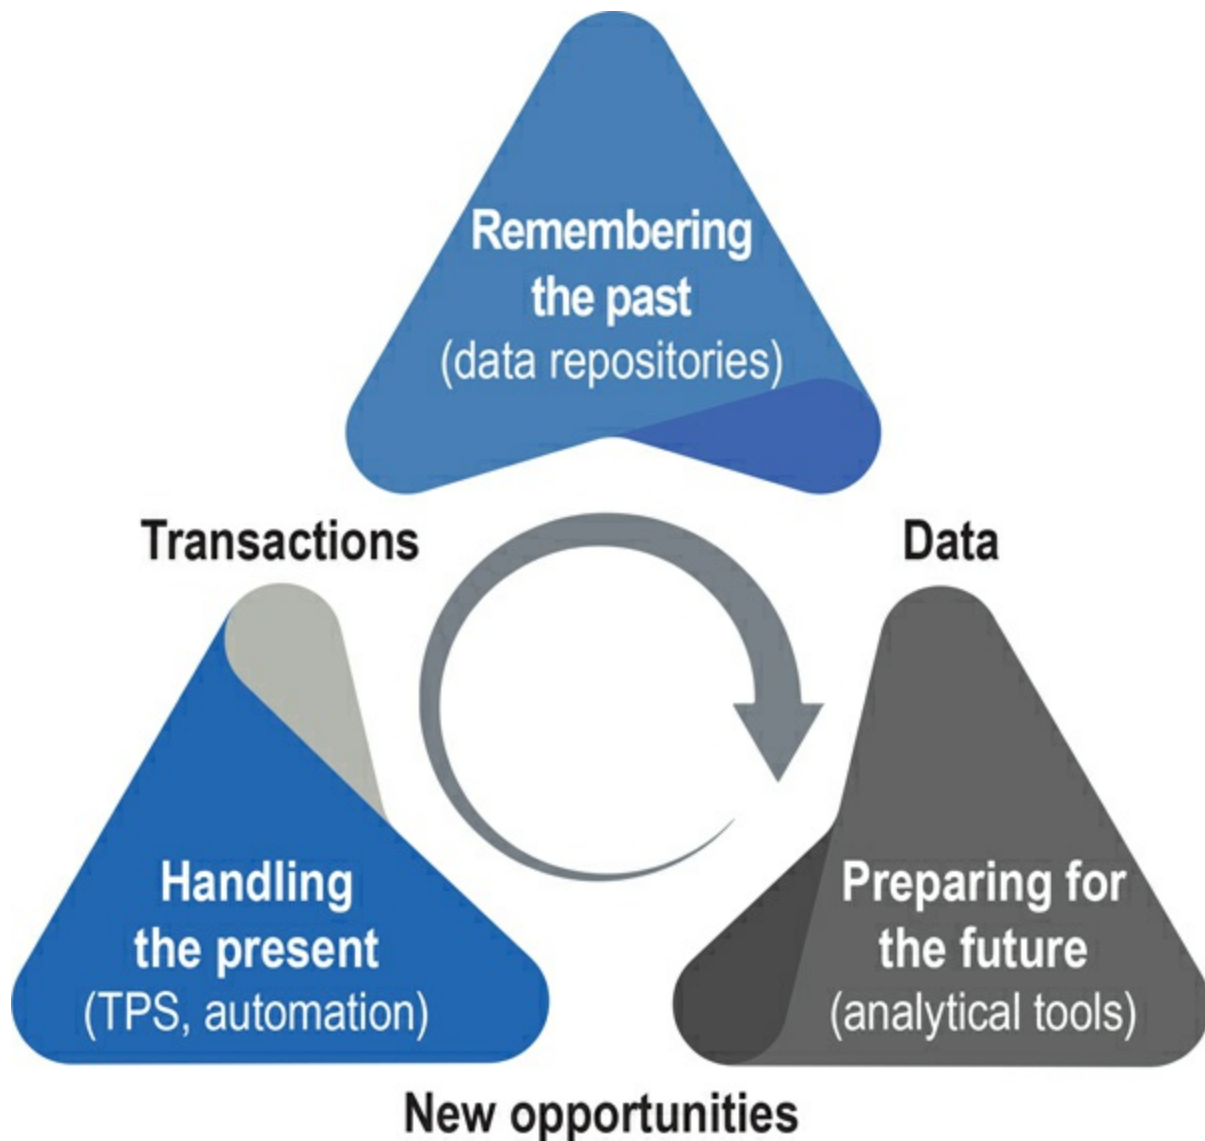 Remembering
the past
(data repositories)
Transactions
Data
Handling
the present
(TPS, automation)
Preparing for
the future
(analytical tools)
New opportunities